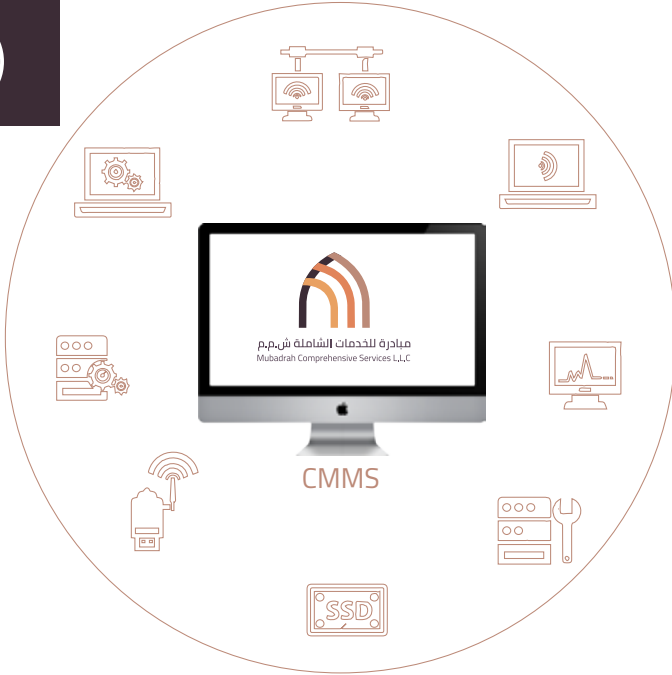 مبادرة للخدمات الشاملة ش.م.م
Mubadrah Comprehensive Services L,L,C
CMMS
SSD